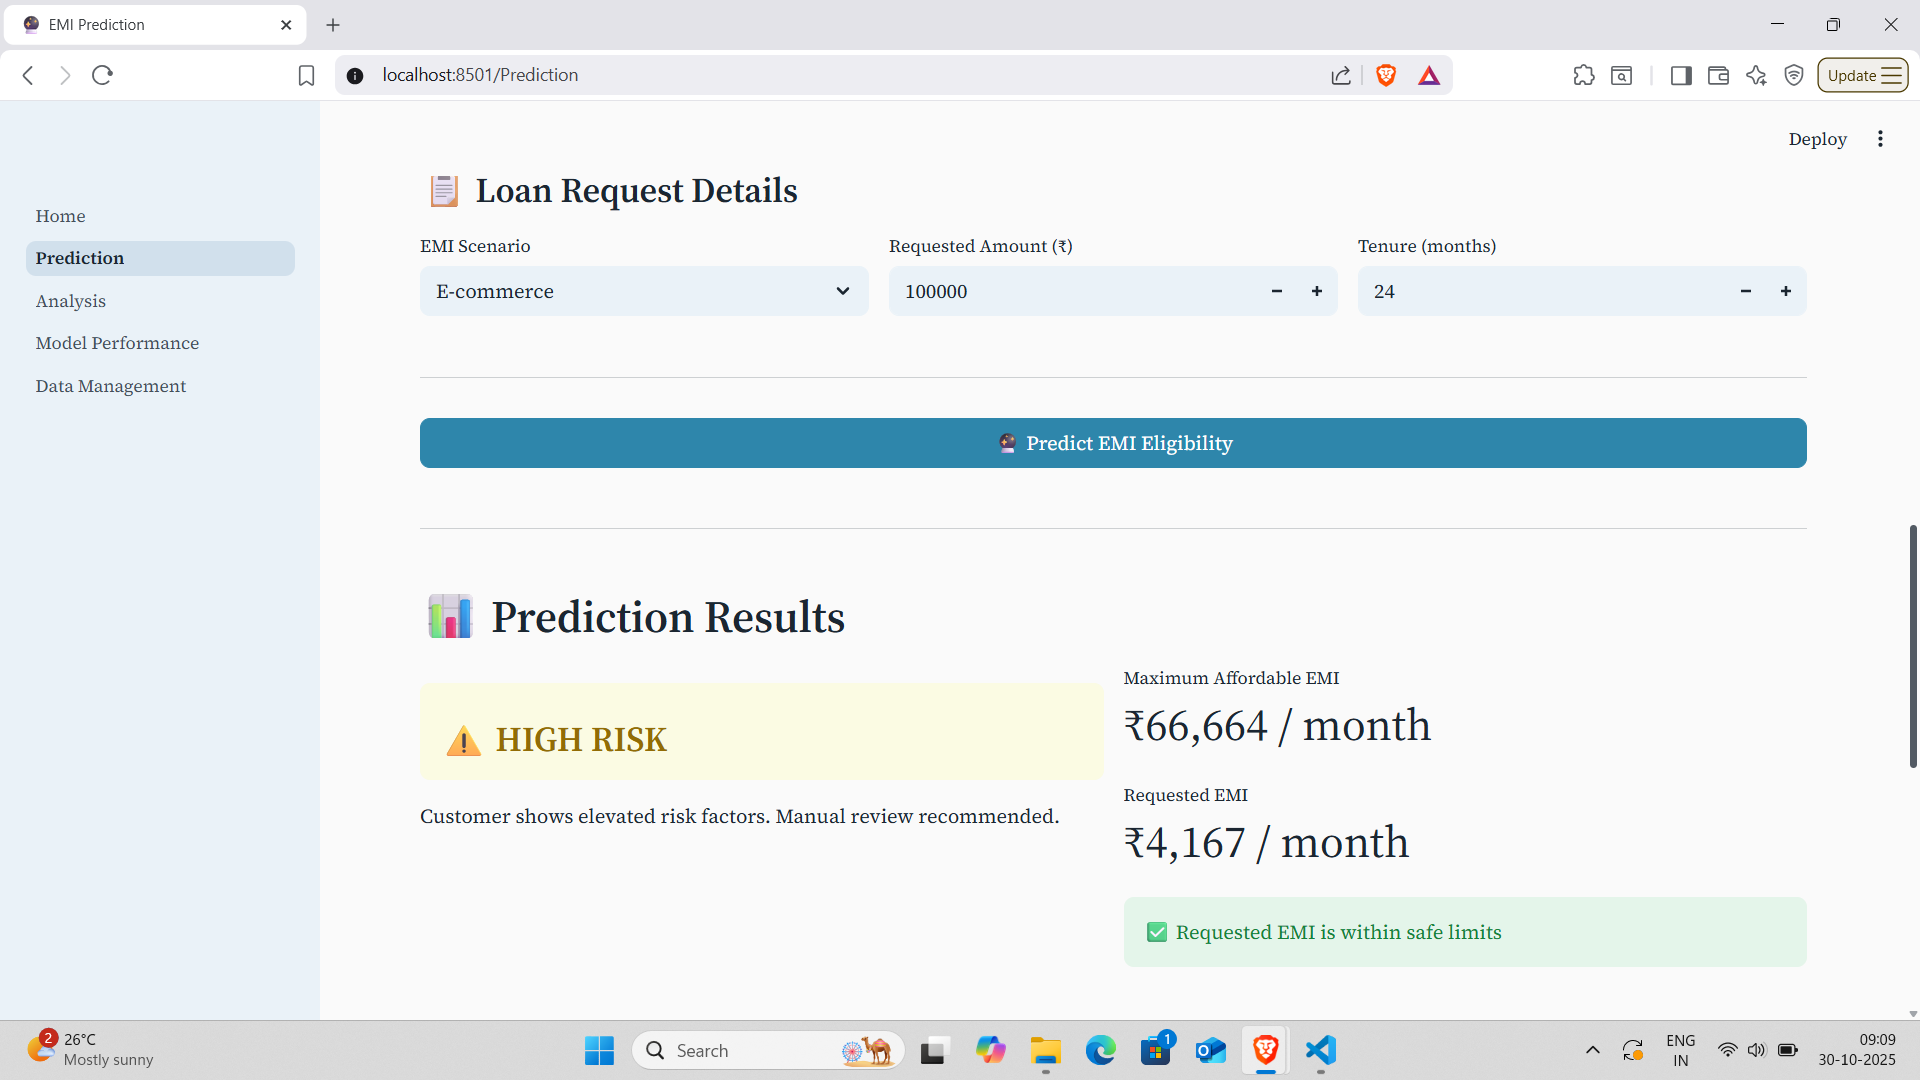 EMI Prediction
localhost:8501/Prediction
Update
Deploy
Home
Prediction
Analysis
Model Performance
Data Management
Loan Request Details
EMI Scenario
Requested Amount (₹)
Tenure (months)
E-commerce
100000
24
Predict EMI Eligibility
Prediction Results
HIGH RISK
Customer shows elevated risk factors. Manual review recommended.
Maximum Affordable EMI
₹66,664 / month
Requested EMI
₹4,167 / month
Requested EMI is within safe limits
2
26°C
Mostly sunny
Search
1
ENG
IN
09:09
30-10-2025